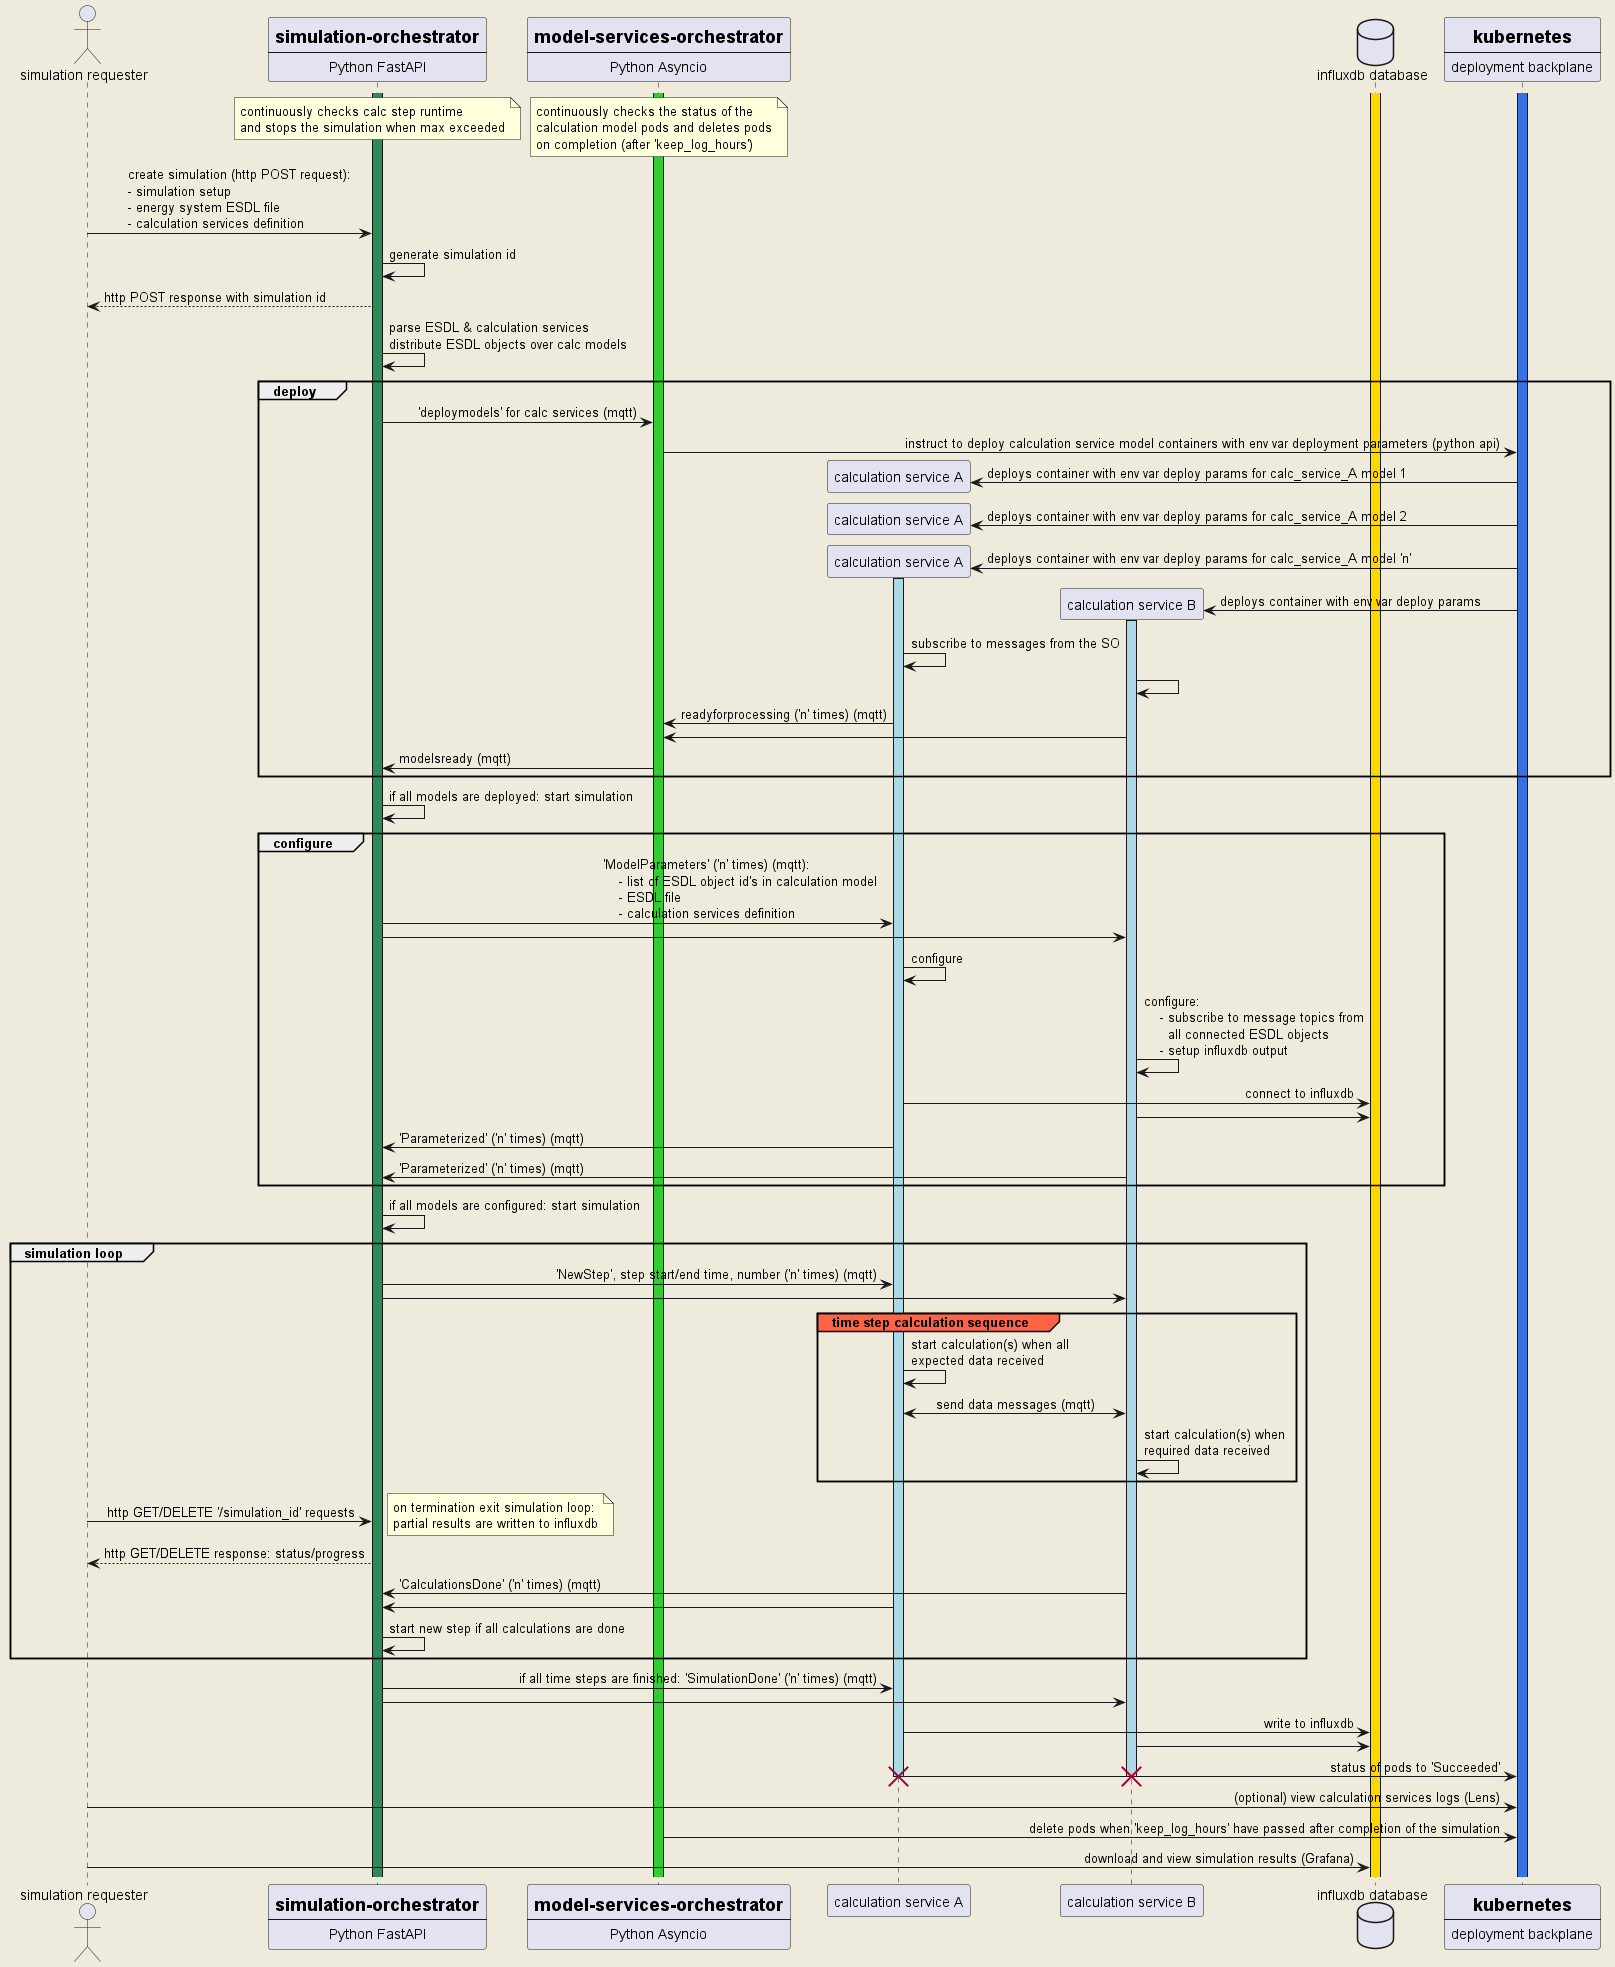 simulation requester
simulation-orchestrator
Python FastAPI
model-services-orchestrator
Python Asyncio
influxdb database
kubernetes
deployment backplane
continuously checks calc step runtime
and stops the simulation when max exceeded
continuously checks the status of the
calculation model pods and deletes pods
on completion (after 'keep_log_hours')
create simulation (http POST request):
- simulation setup
- energy system ESDL file
- calculation services definition
generate simulation id
http POST response with simulation id
parse ESDL & calculation services
distribute ESDL objects over calc models
deploy
'deploymodels' for calc services (mqtt)
instruct to deploy calculation service model containers with env var deployment parameters (python api)
calculation service A
deploys container with env var deploy params for calc_service_A model 1
calculation service A
deploys container with env var deploy params for calc_service_A model 2
calculation service A
deploys container with env var deploy params for calc_service_A model 'n'
calculation service B
deploys container with env var deploy params
subscribe to messages from the SO
readyforprocessing ('n' times) (mqtt)
modelsready (mqtt)
if all models are deployed: start simulation
configure
'ModelParameters' ('n' times) (mqtt):
- list of ESDL object id's in calculation model
- ESDL file
- calculation services definition
configure
configure:
- subscribe to message topics from
all connected ESDL objects
- setup influxdb output
connect to influxdb
'Parameterized' ('n' times) (mqtt)
'Parameterized' ('n' times) (mqtt)
if all models are configured: start simulation
simulation loop
'NewStep', step start/end time, number ('n' times) (mqtt)
time step calculation sequence
start calculation(s) when all
expected data received
send data messages (mqtt)
start calculation(s) when
required data received
http GET/DELETE '/simulation_id' requests
on termination exit simulation loop:
partial results are written to influxdb
http GET/DELETE response: status/progress
'CalculationsDone' ('n' times) (mqtt)
start new step if all calculations are done
if all time steps are finished: 'SimulationDone' ('n' times) (mqtt)
write to influxdb
status of pods to 'Succeeded'
(optional) view calculation services logs (Lens)
delete pods when 'keep_log_hours' have passed after completion of the simulation
download and view simulation results (Grafana)
simulation requester
simulation-orchestrator
Python FastAPI
model-services-orchestrator
Python Asyncio
calculation service A
calculation service B
influxdb database
kubernetes
deployment backplane